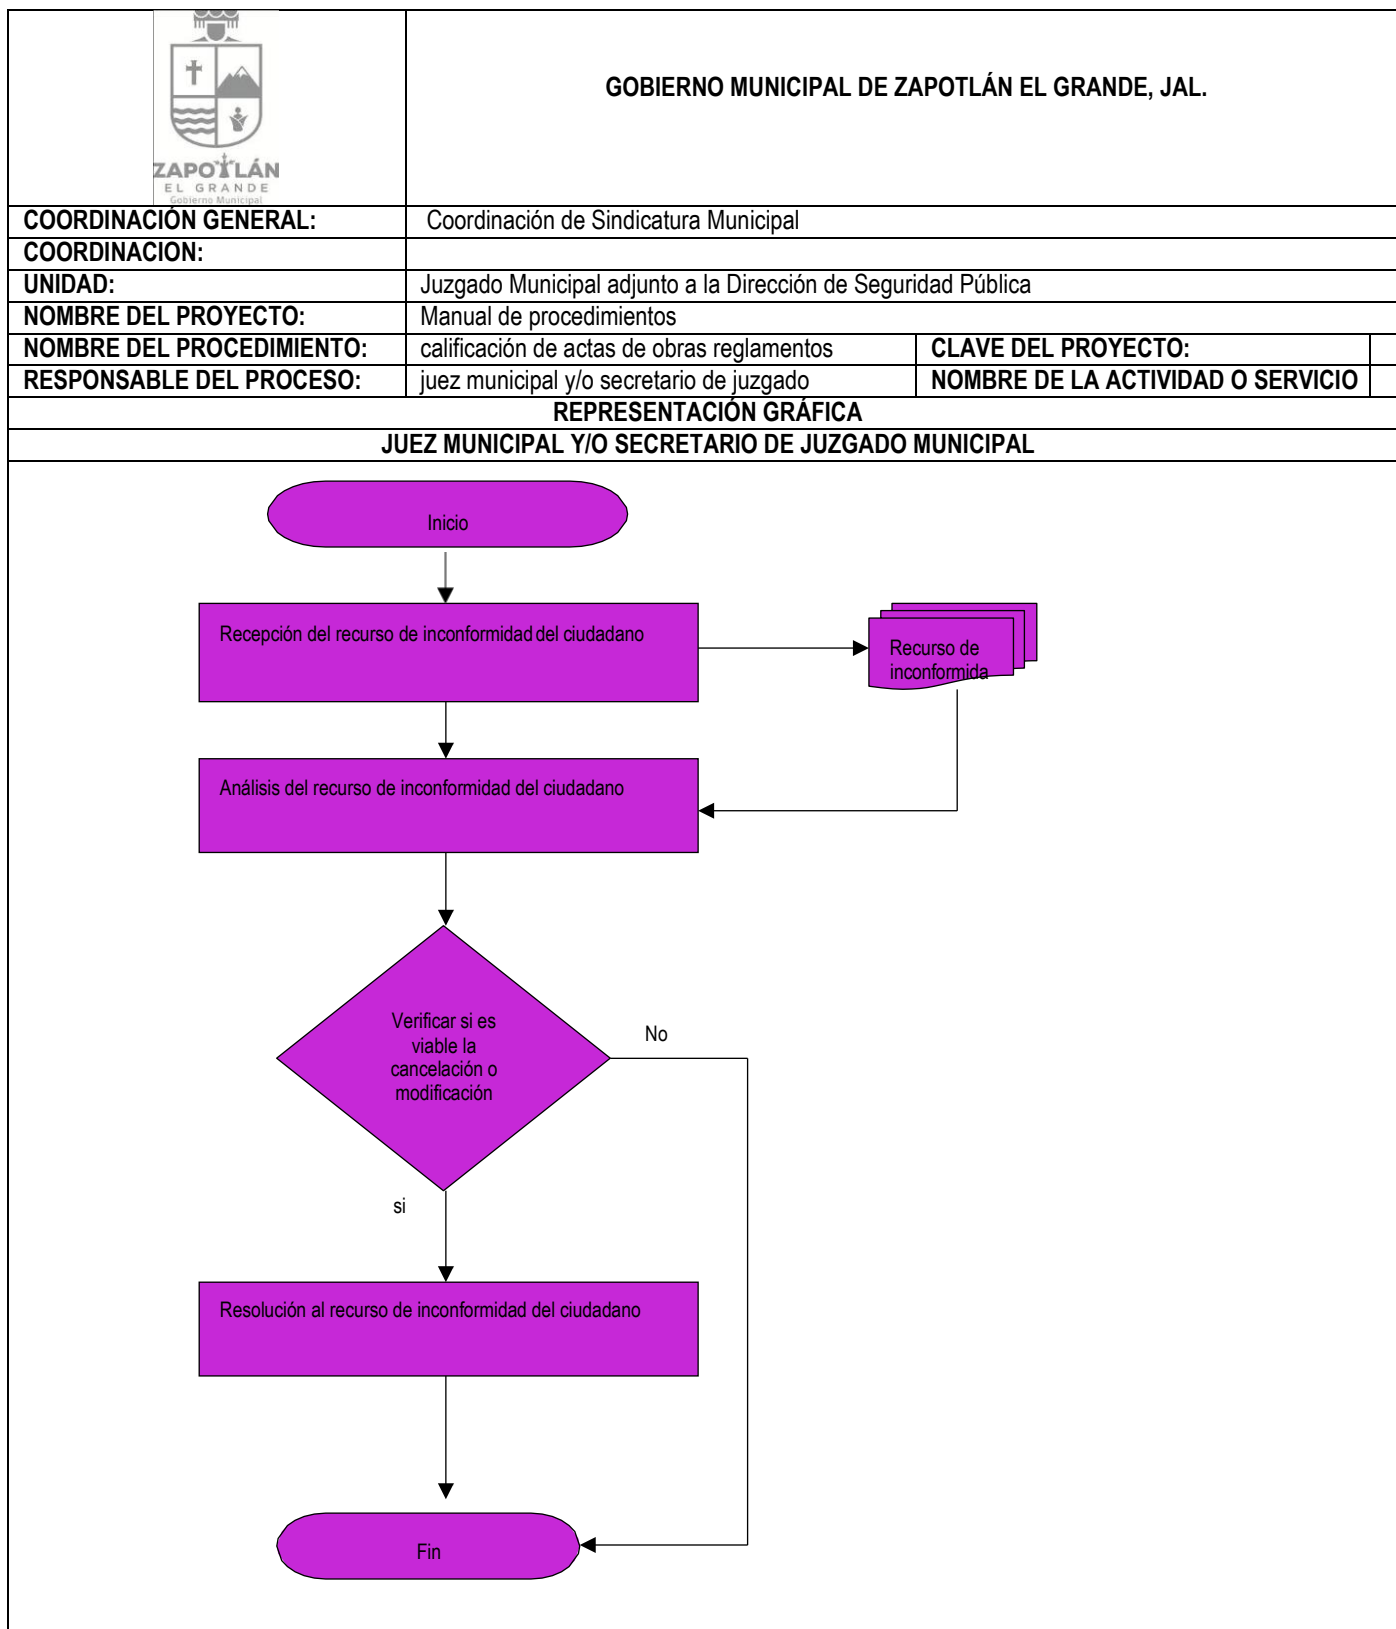 ZAPOTLÁN
EL GRANDE
Gobierno Municipal
GOBIERNO MUNICIPAL DE ZAPOTLÁN EL GRANDE, JAL.
COORDINACIÓN GENERAL: Coordinación de Sindicatura Municipal
COORDINACION:
UNIDAD: Juzgado Municipal adjunto a la Dirección de Seguridad Pública
NOMBRE DEL PROYECTO: Manual de procedimientos
NOMBRE DEL PROCEDIMIENTO: calificación de actas de obras reglamentos CLAVE DEL PROYECTO:
RESPONSABLE DEL PROCESO: juez municipal y/o secretario de juzgado NOMBRE DE LA ACTIVIDAD O SERVICIO
REPRESENTACIÓN GRÁFICA
JUEZ MUNICIPAL Y/O SECRETARIO DE JUZGADO MUNICIPAL
Inicio
Recepción del recurso de inconformidad del ciudadano
Recurso de
inconformida
Análisis del recurso de inconformidad del ciudadano
Verificar si es
viable la
cancelación o
modificación
No
si
Resolución al recurso de inconformidad del ciudadano
Fin